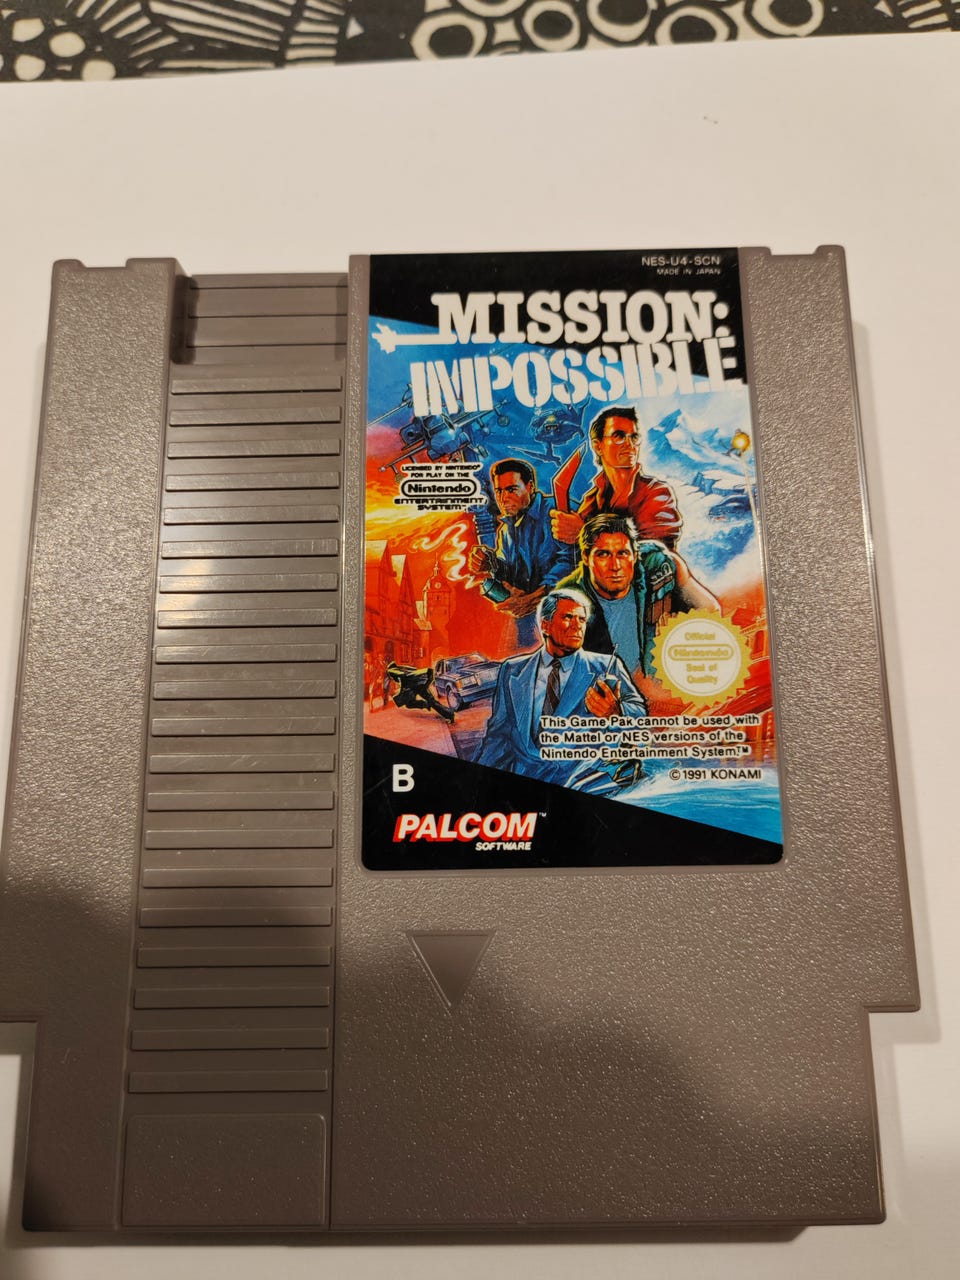 NES-U4-SCN
MADE IN JAPAN
MISSION:
IMPOSSIBLE
LICENSED BY NINTENDO®
FOR PLAY ON THE
Nintendo
ENTERTAINMENT
SYSTEM™
Official
Nintendo
Seal of
Quality
This Game Pak cannot be used with
the Mattel or NES versions of the
Nintendo Entertainment System.™
© 1991 KONAMI
B
PALCOM™
SOFTWARE